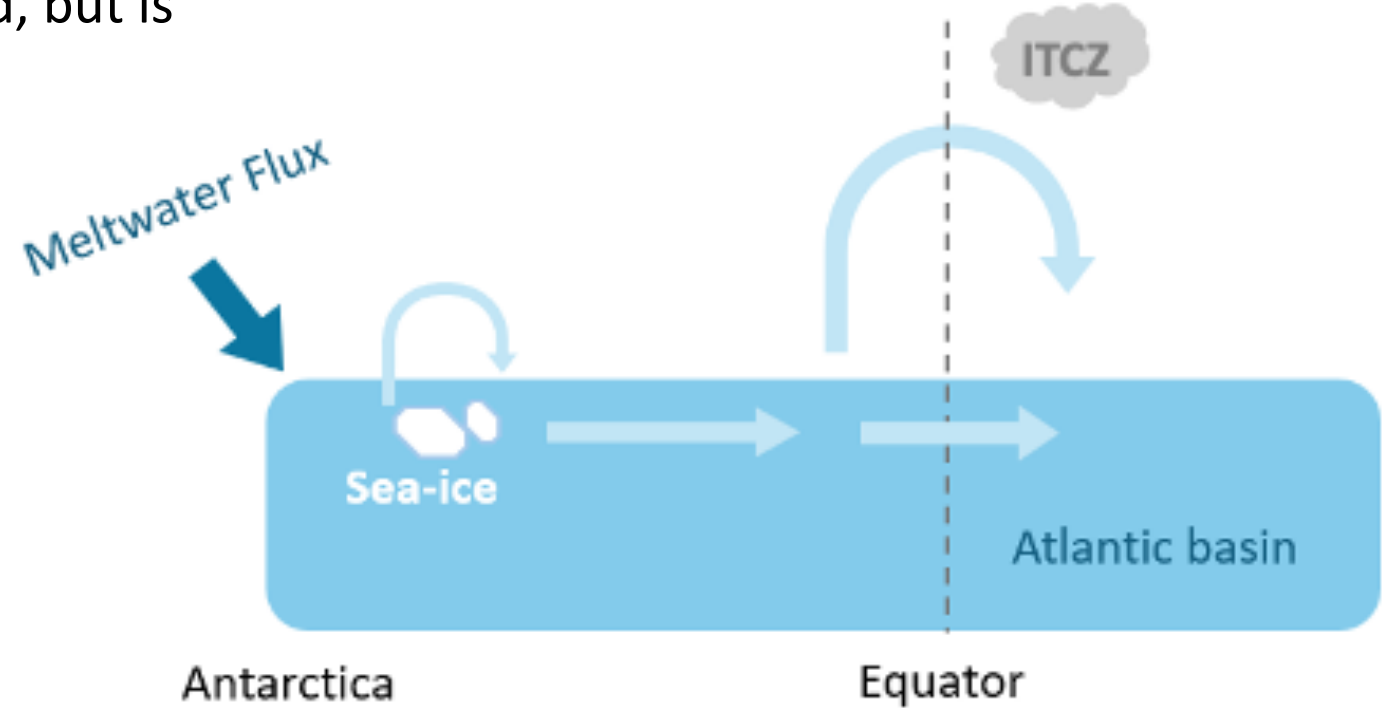 d, but is
ITCZ
Meltwater Flux
Sea-ice
Atlantic basin
Antarctica
Equator